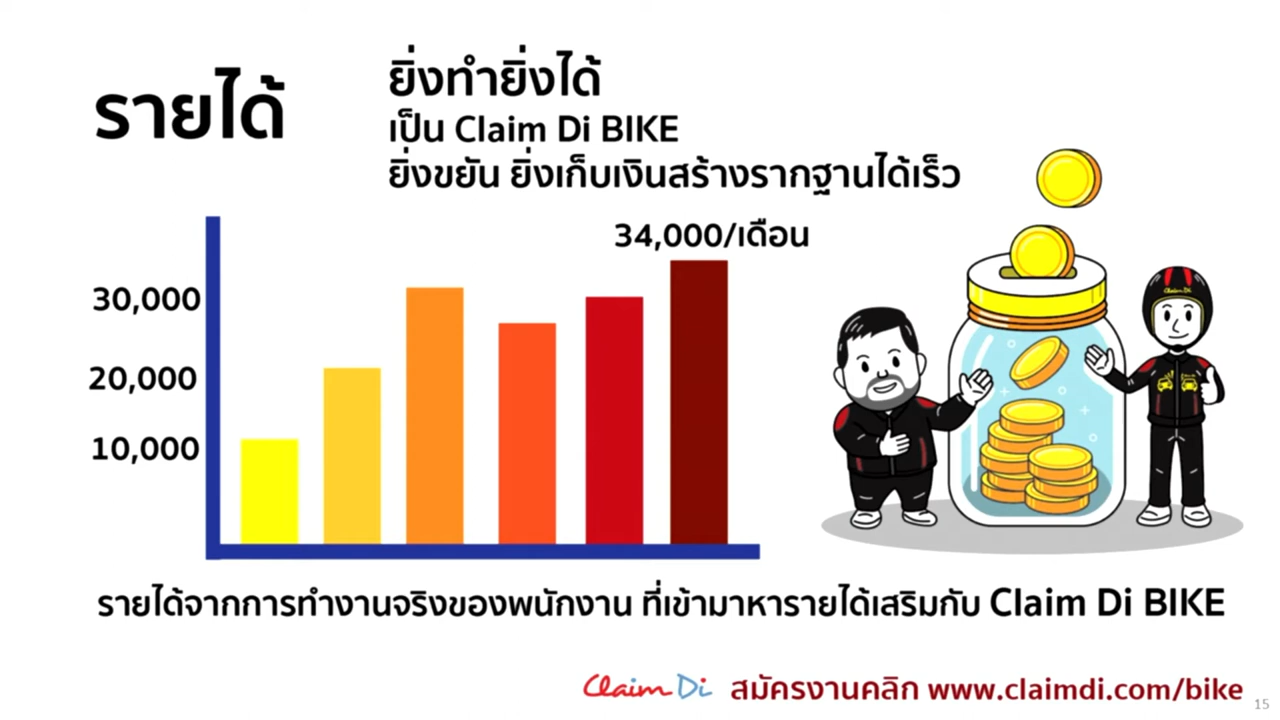 รายได้
ยิ่งทำยิ่งได้
เป็น Claim Di BIKE
ยิ่งขยัน ยิ่งเก็บเงินสร้างรากฐานได้เร็ว
34,000/เดือน
30,000
20,000
10,000
Claim Di
รายได้จากการทำงานจริงของพนักงาน ที่เข้ามาหารายได้เสริมกับ Claim Di BIKE
Claim Di สมัครงานคลิก www.claimdi.com/bike
15